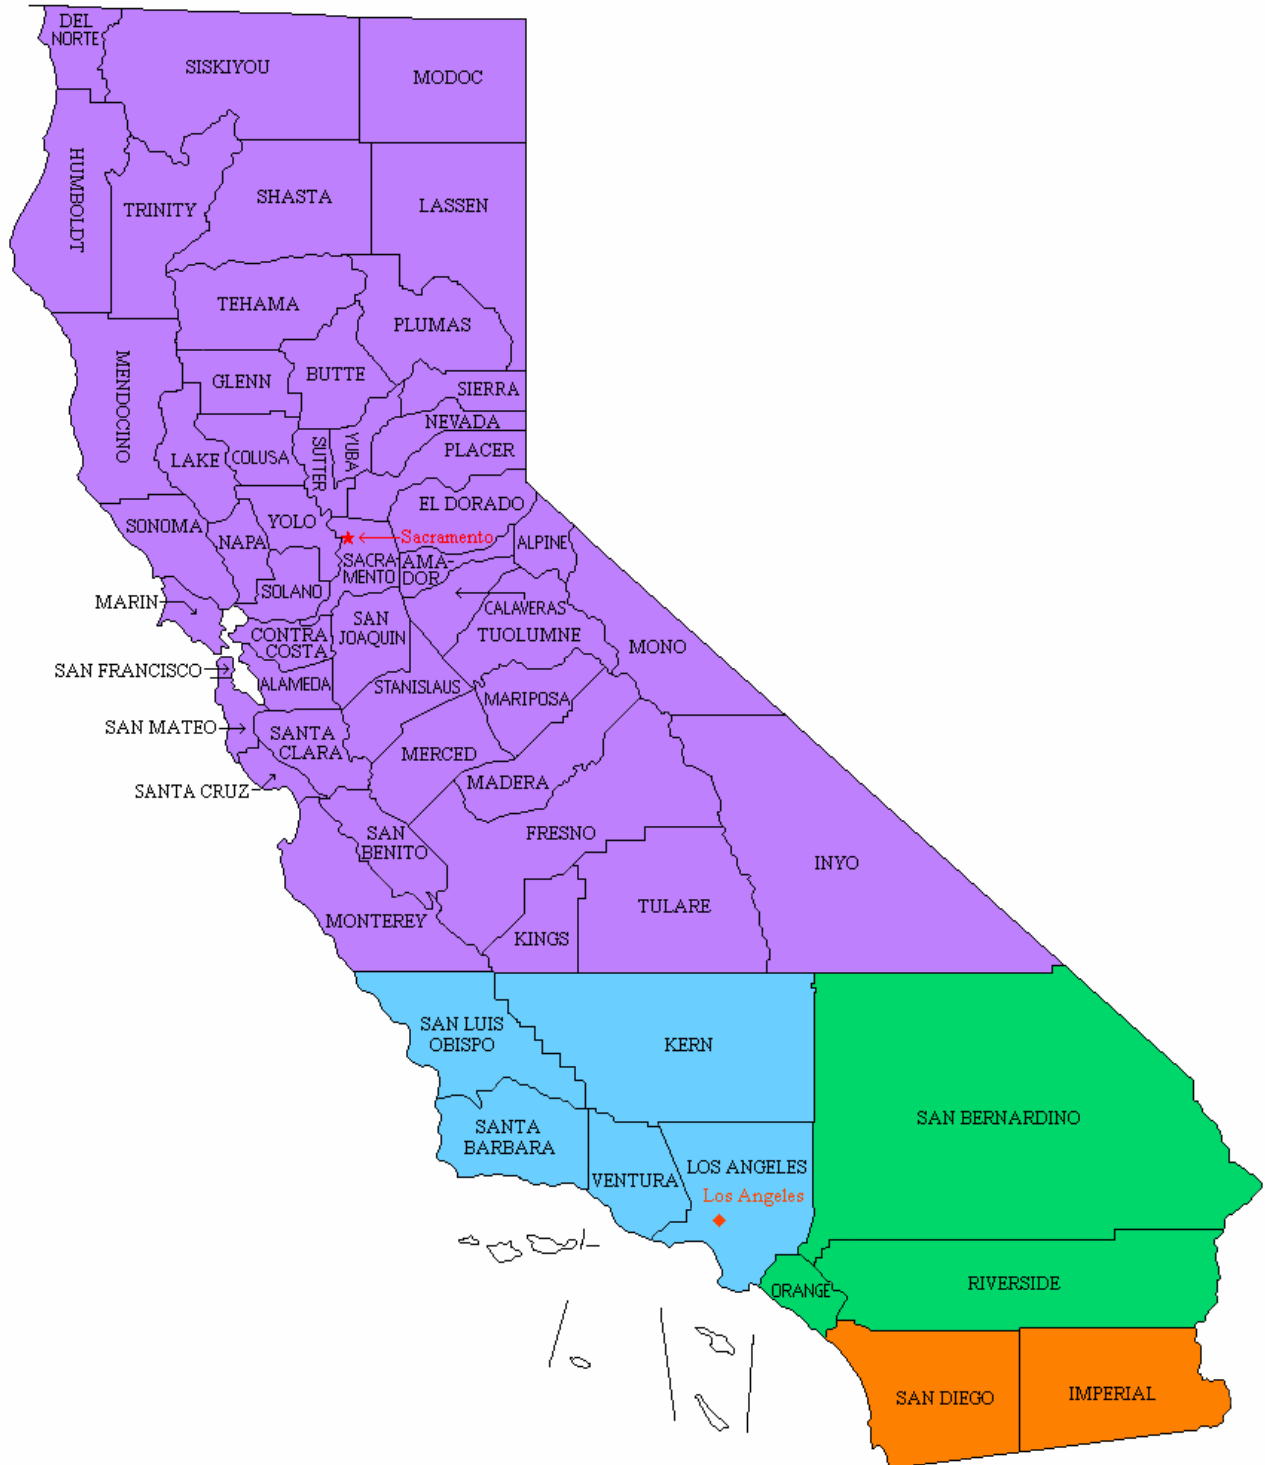 DEL
NORTE
SISKIYOU
MODOC
HUMBOLDT
TRINITY
SHASTA
LASSEN
TEHAMA
PLUMAS
MENDOCINO
GLENN
BUTTE
SIERRA
NEVADA
LAKE
COLUSA
SUTTER
YUBA
PLACER
EL DORADO
SONOMA
NAPA
YOLO
Sacramento
ALPINE
SACRA
MENTO
AMA-
DOR
SOLANO
MARIN
CALAVERAS
CONTRA
COSTA
SAN
JOAQUIN
TUOLUMNE
MONO
SAN FRANCISCO
ALAMEDA
STANISLAUS
MARIPOSA
SAN MATEO
SANTA
CLARA
MERCED
MADERA
SANTA CRUZ
SAN
BENITO
FRESNO
INYO
MONTEREY
KINGS
TULARE
SAN LUIS
OBISPO
KERN
SAN BERNARDINO
SANTA
BARBARA
VENTURA
LOS ANGELES
Los Angeles
ORANGE
RIVERSIDE
SAN DIEGO
IMPERIAL